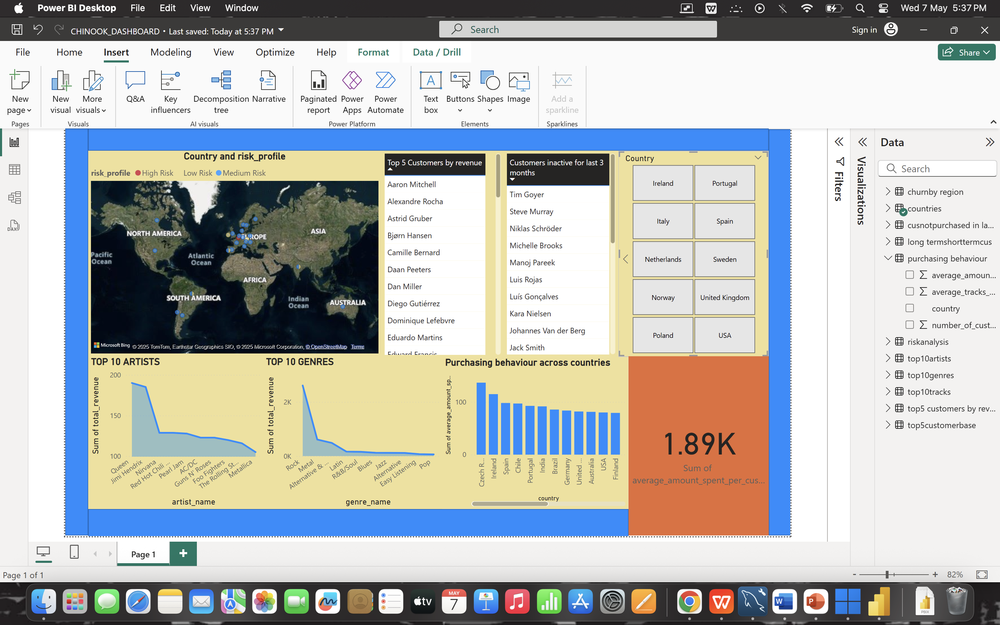 Power BI Desktop File Edit View Window
Wed 7 May 5:37 PM
CHINOOK_DASHBOARD • Last saved: Today at 5:37 PM
Search
Sign in
File Home Insert Modeling View Optimize Help Format Data / Drill
Share
New page
New visual
More visuals
Q&A
Key influencers
Decomposition tree
Narrative
Paginated report
Power Apps
Power Automate
Text box
Buttons
Shapes
Image
Add a sparkline
Pages
Visuals
AI visuals
Power Platform
Elements
Sparklines
DAX
Country and risk_profile
risk_profile High Risk Low Risk Medium Risk
NORTH AMERICA
EUROPE
ASIA
Pacific Ocean
Atlantic Ocean
AFRICA
SOUTH AMERICA
Indian Ocean
AUSTRALIA
Microsoft Bing © 2025 TomTom, Earthstar Geographics SIO, © 2025 Microsoft Corporation, © OpenStreetMap Terms
Top 5 Customers by revenue
Aaron Mitchell
Alexandre Rocha
Astrid Gruber
Bjørn Hansen
Camille Bernard
Daan Peeters
Dan Miller
Diego Gutiérrez
Dominique Lefebvre
Eduardo Martins
Edward Francis
Customers inactive for last 3
months
Tim Goyer
Steve Murray
Niklas Schröder
Michelle Brooks
Manoj Pareek
Luis Rojas
Luís Gonçalves
Kara Nielsen
Johannes Van der Berg
Jack Smith
Country
Ireland Portugal
Italy Spain
Netherlands Sweden
Norway United Kingdom
Poland USA
TOP 10 ARTISTS
Sum of total_revenue
200
150
100
Queen
Jimi Hendrix
Nirvana
Red Hot Chili ...
Pearl Jam
AC/DC
Guns N' Roses
Foo Fighters
The Rolling St...
Metallica
artist_name
TOP 10 GENRES
Sum of total_revenue
2K
0K
Rock
Metal
Alternative & ...
Latin
R&B/Soul
Blues
Jazz
Alternative
Easy Listening
Pop
genre_name
Purchasing behaviour across countries
Sum of average_amount_sp...
100
0
Czech R...
Ireland
Spain
Chile
Portugal
India
Brazil
Germany
United ...
Australia
USA
Finland
country
1.89K
Sum of
average_amount_spent_per_cus...
Filters
Visualizations
Data
Search
churnby region
countries
cusnotpurchased in la...
long termshorttermcus
purchasing behaviour
average_amoun...
average_tracks_...
country
number_of_cust...
riskanalysis
top10artists
top10genres
top10tracks
top5 customers by rev...
top5customerbase
Page 1
Page 1 of 1
- + 82%
tv
MAY
7
W
P
PBIX